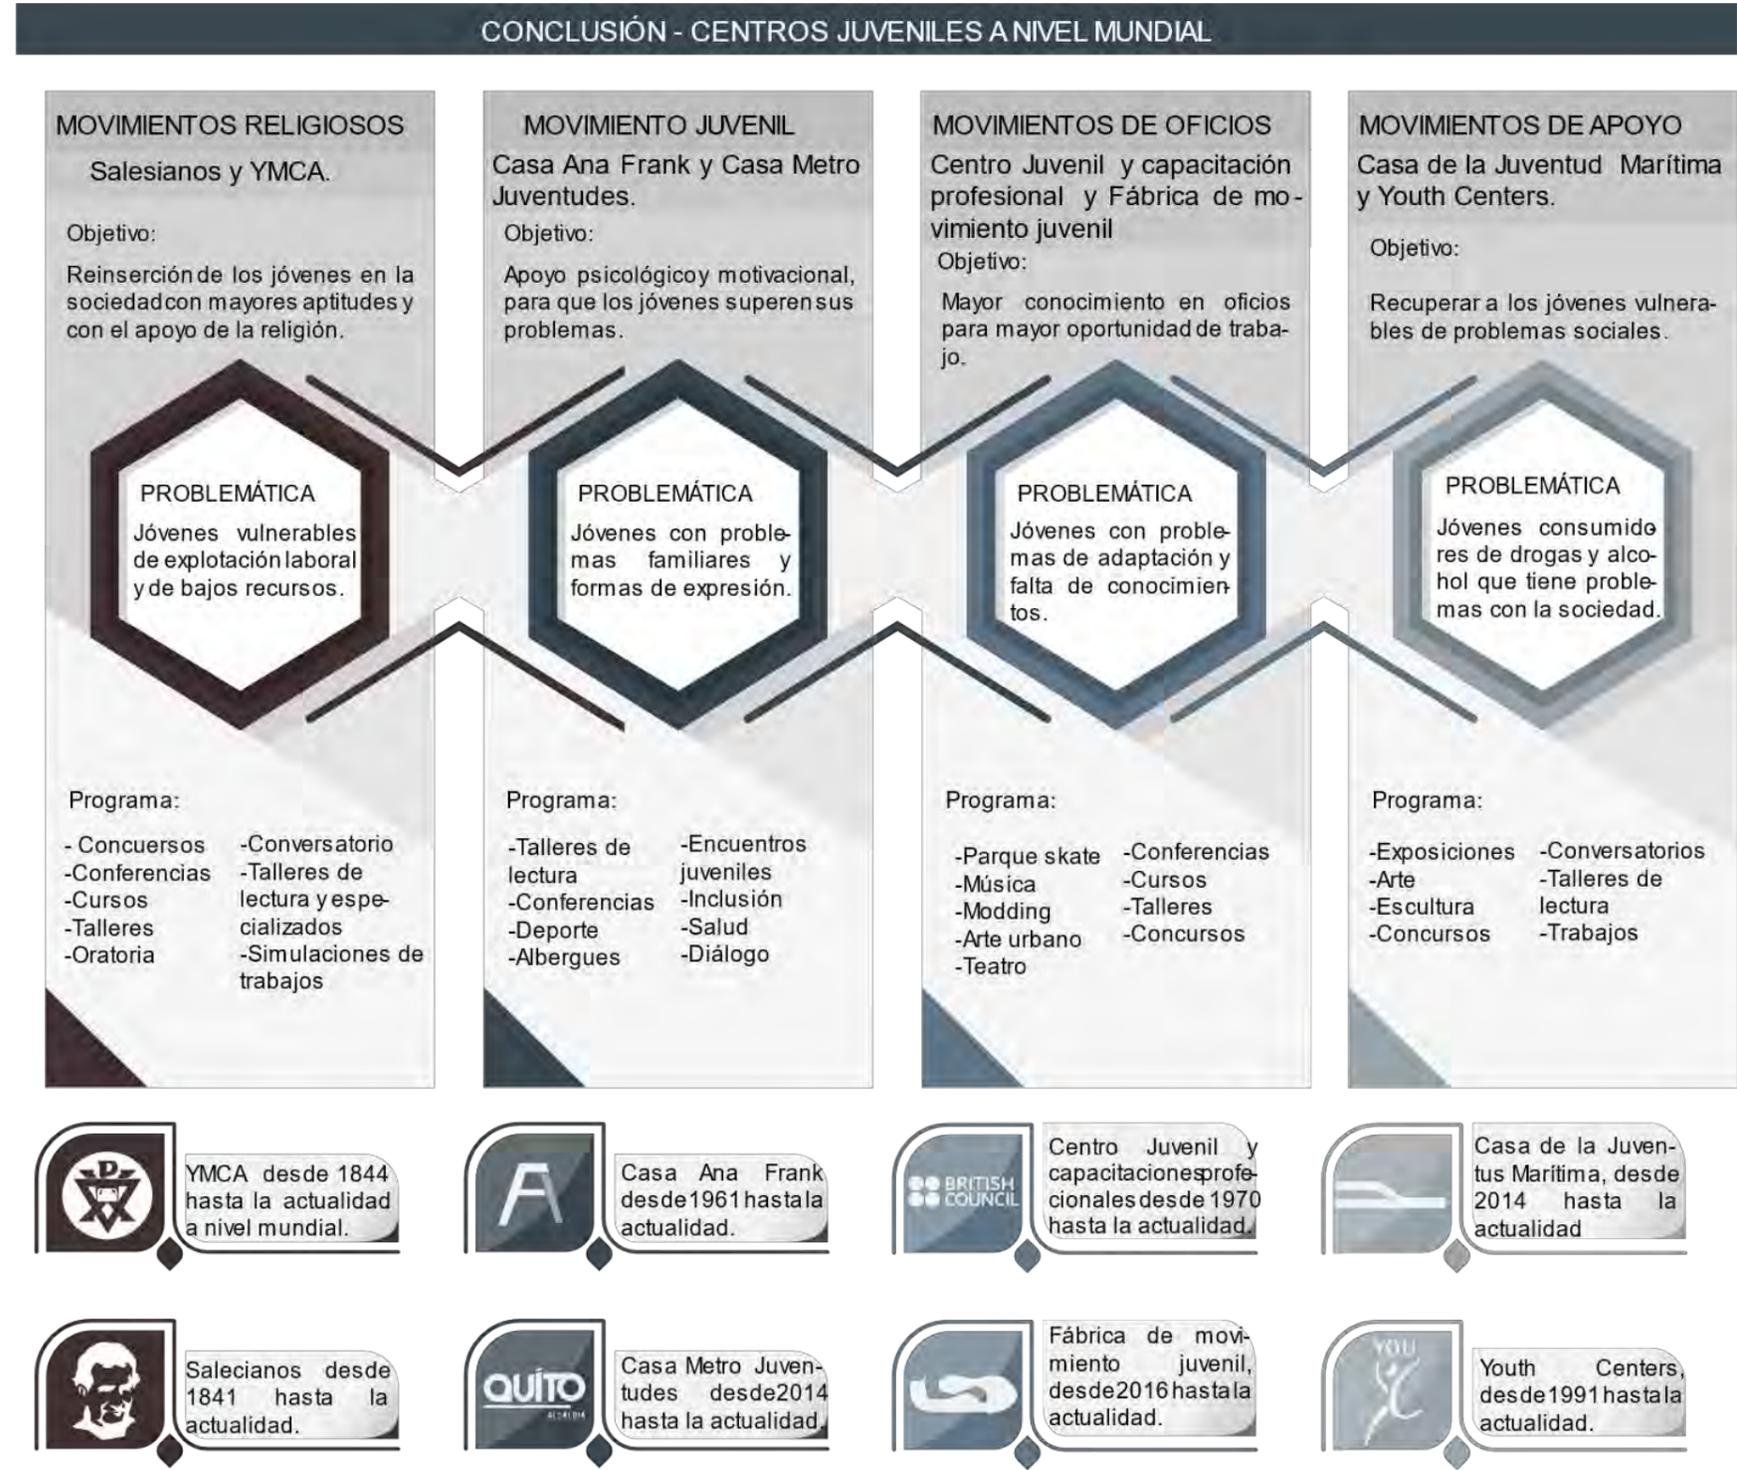 CONCLUSIÓN - CENTROS JUVENILES A NIVEL MUNDIAL
MOVIMIENTOS RELIGIOSOS
Salesianos y YMCA.
Objetivo:
Reinserción de los jóvenes en la
sociedad con mayores aptitudes y
con el apoyo de la religión.
PROBLEMÁTICA
Jóvenes vulnerables
de explotación laboral
y de bajos recursos.
Programa:
- Concuersos
-Conferencias
-Cursos
-Talleres
-Oratoria
-Conversatorio
-Talleres de
lectura y espe-
cializados
-Simulaciones de
trabajos
MOVIMIENTO JUVENIL
Casa Ana Frank y Casa Metro
Juventudes.
Objetivo:
Apoyo psicológico y motivacional,
para que los jóvenes superen sus
problemas.
PROBLEMÁTICA
Jóvenes con proble-
mas familiares y
formas de expresión.
Programa:
-Talleres de
lectura
-Conferencias
-Deporte
-Albergues
-Encuentros
juveniles
-Inclusión
-Salud
-Diálogo
MOVIMIENTOS DE OFICIOS
Centro Juvenil y capacitación
profesional y Fábrica de mo-
vimiento juvenil
Objetivo:
Mayor conocimiento en oficios
para mayor oportunidad de traba-
jo.
PROBLEMÁTICA
Jóvenes con proble-
mas de adaptación y
falta de conocimien-
tos.
Programa:
-Parque skate
-Música
-Modding
-Arte urbano
-Teatro
-Conferencias
-Cursos
-Talleres
-Concursos
MOVIMIENTOS DE APOYO
Casa de la Juventud Marítima
y Youth Centers.
Objetivo:
Recuperar a los jóvenes vulnera-
bles de problemas sociales.
PROBLEMÁTICA
Jóvenes consumido
res de drogas y alco-
hol que tiene proble-
mas con la sociedad.
Programa:
-Exposiciones
-Arte
-Escultura
-Concursos
-Conversatorios
-Talleres de
lectura
-Trabajos
YMCA desde 1844
hasta la actualidad
a nivel mundial.
Casa Ana Frank
desde 1961 hasta la
actualidad.
BRITISH
COUNCIL
Centro Juvenil y
capacitaciones profe-
cionales desde 1970
hasta la actualidad.
Casa de la Juven-
tus Marítima, desde
2014 hasta la
actualidad
Salecianos desde
1841 hasta la
actualidad.
QUÍTO
ALCALDÍA
Casa Metro Juven-
tudes desde 2014
hasta la actualidad.
Fábrica de movi-
miento juvenil,
desde 2016 hasta la
actualidad.
YOU
Youth Centers,
desde 1991 hasta la
actualidad.